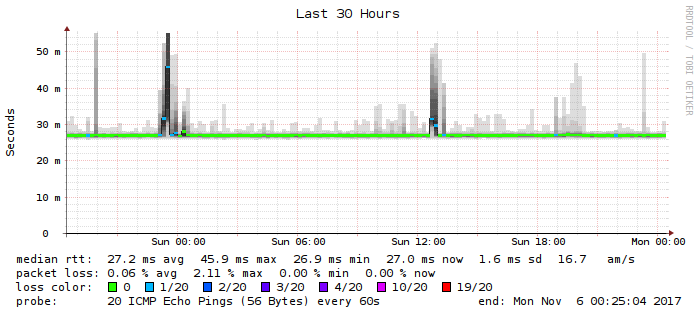 Last 30 Hours
RRDTOOL / TOBI OETIKER
Seconds
50 m
40 m
30 m
20 m
10 m
0
Sun 00:00 Sun 06:00 Sun 12:00 Sun 18:00 Mon 00:00
median rtt: 27.2 ms avg 45.9 ms max 26.9 ms min 27.0 ms now 1.6 ms sd 16.7 am/s
packet loss: 0.06 % avg 2.11 % max 0.00 % min 0.00 % now
loss color: 0 1/20 2/20 3/20 4/20 10/20 19/20
probe: 20 ICMP Echo Pings (56 Bytes) every 60s end: Mon Nov 6 00:25:04 2017